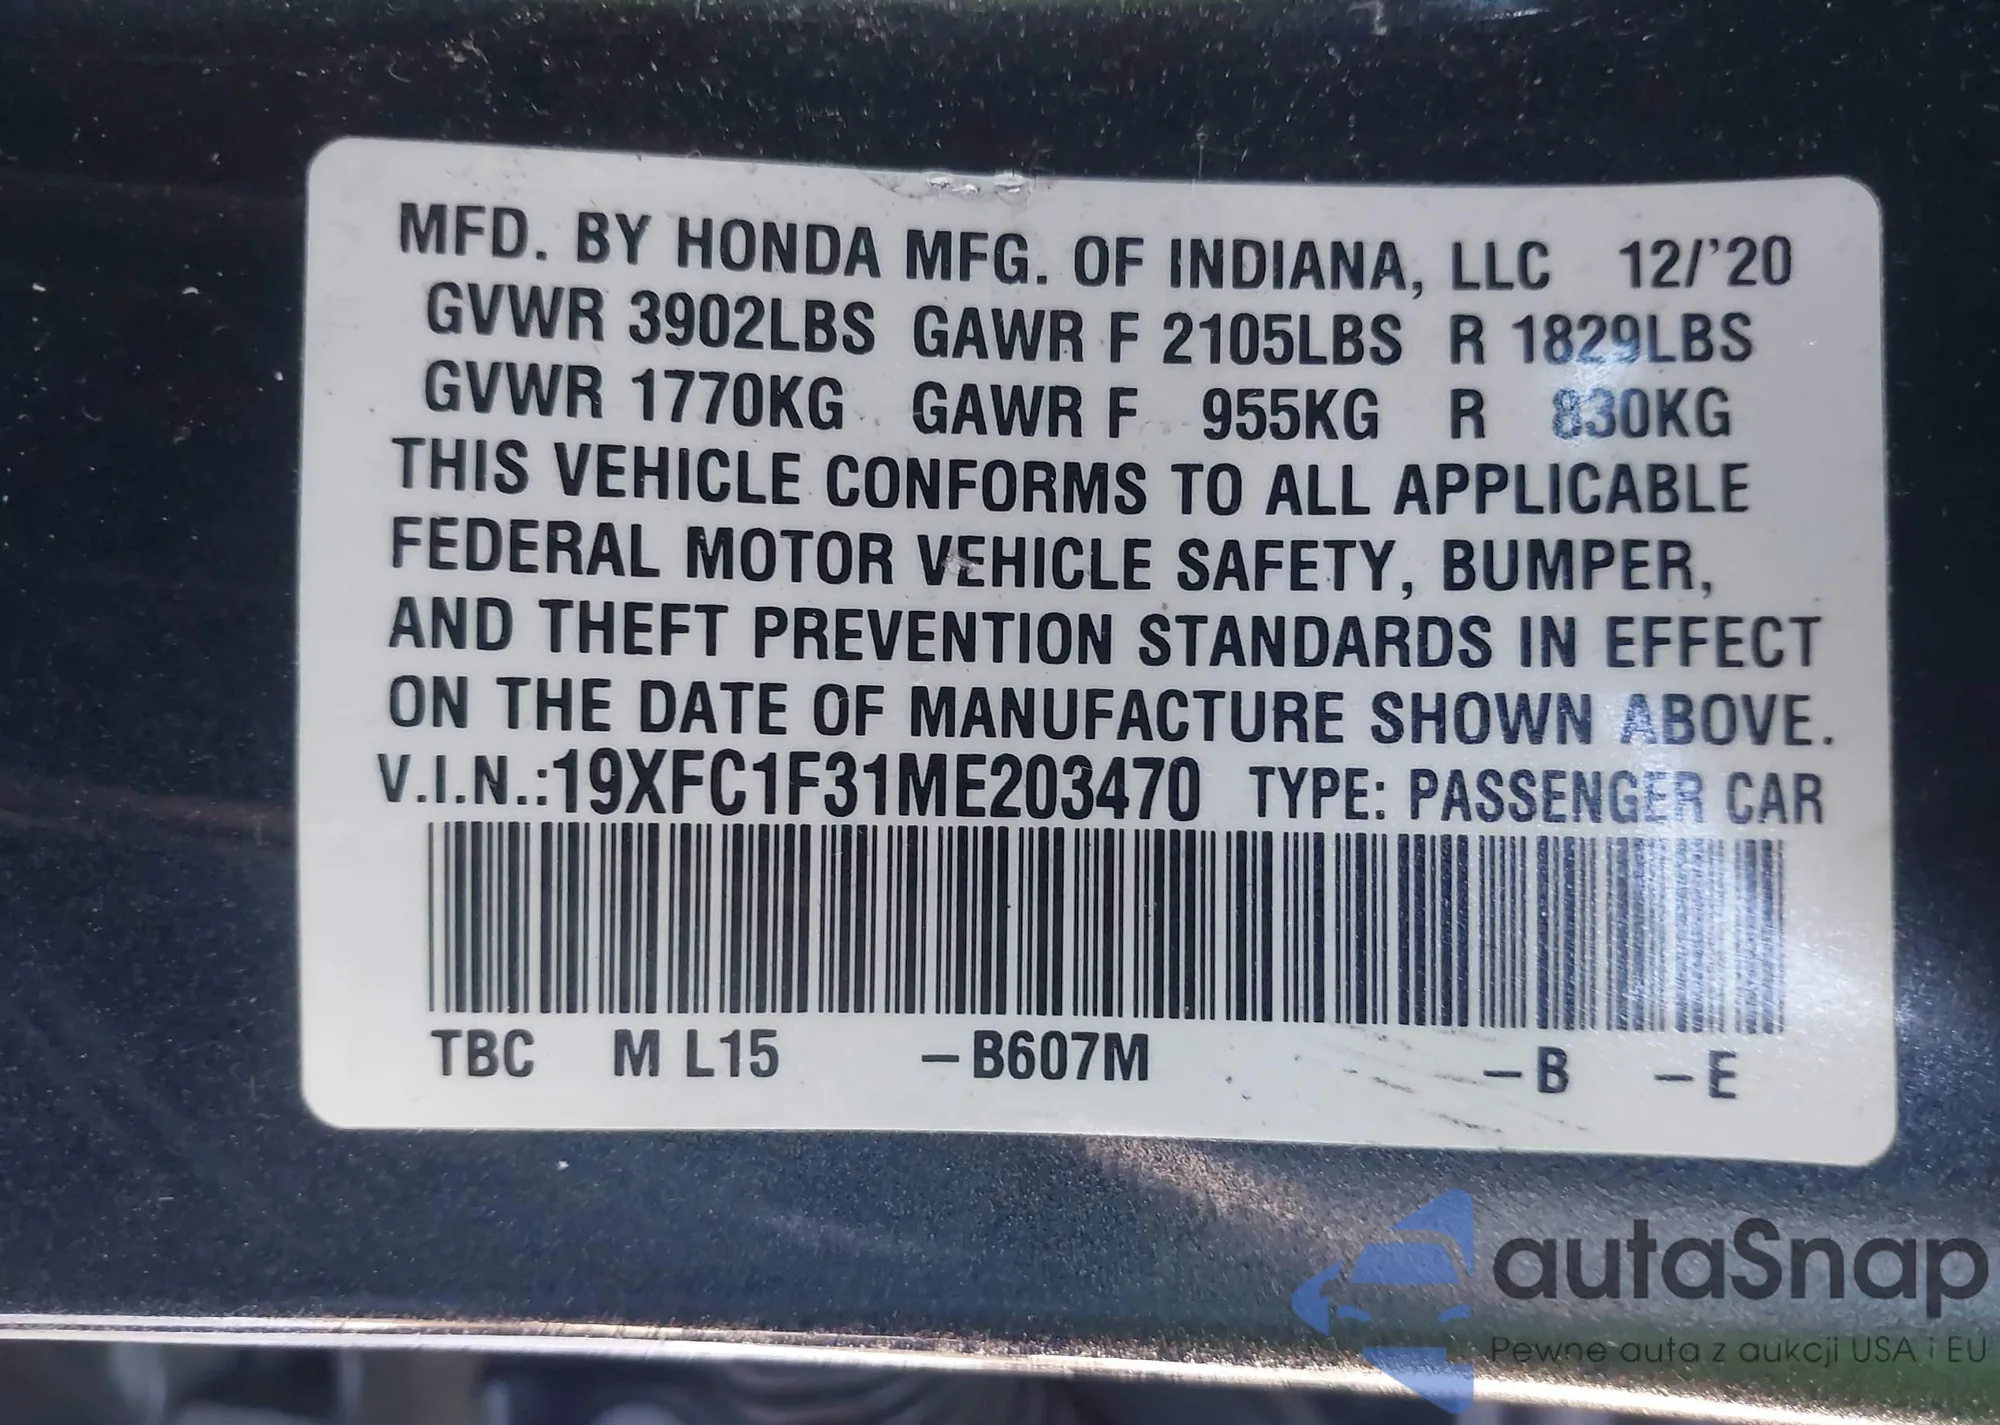 MFD. BY HONDA MFG. OF INDIANA, LLC 12/'20
GVWR 3902LBS GAWR F 2105LBS R 1829LBS
GVWR 1770KG GAWR F 955KG R 830KG
THIS VEHICLE CONFORMS TO ALL APPLICABLE
FEDERAL MOTOR VEHICLE SAFETY, BUMPER,
AND THEFT PREVENTION STANDARDS IN EFFECT
ON THE DATE OF MANUFACTURE SHOWN ABOVE.
V.I.N.:19XFC1F31ME203470 TYPE: PASSENGER CAR
TBC M L15 –B607M –B –E
autaSnap
Pewne auta z aukcji USA i EU